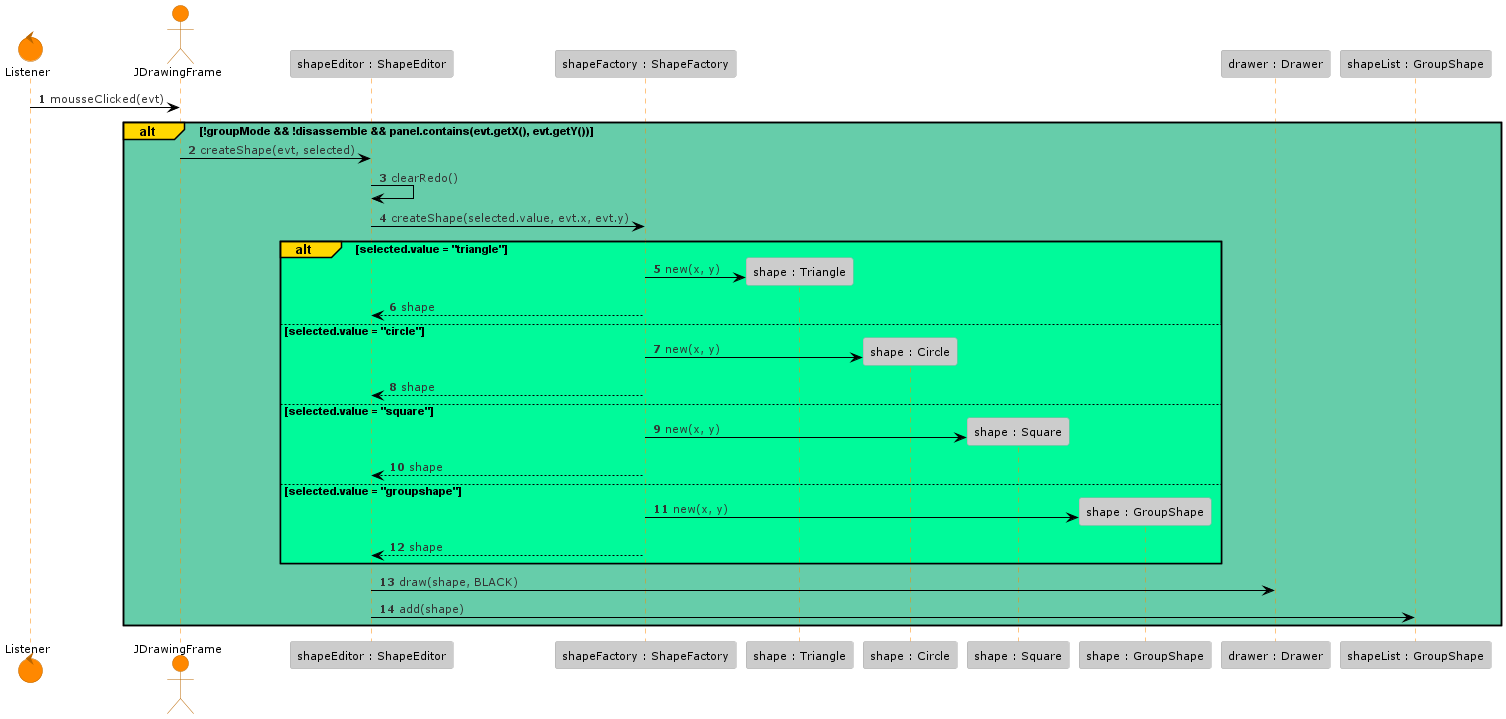 Listener
JDrawingFrame
shapeEditor : ShapeEditor
shapeFactory : ShapeFactory
drawer : Drawer
shapeList : GroupShape
1 mousseClicked(evt)
alt [!groupMode && !disassemble && panel.contains(evt.getX(), evt.getY())]
2 createShape(evt, selected)
3 clearRedo()
4 createShape(selected.value, evt.x, evt.y)
alt [selected.value = "triangle"]
5 new(x, y)
shape : Triangle
6 shape
[selected.value = "circle"]
7 new(x, y)
shape : Circle
8 shape
[selected.value = "square"]
9 new(x, y)
shape : Square
10 shape
[selected.value = "groupshape"]
11 new(x, y)
shape : GroupShape
12 shape
13 draw(shape, BLACK)
14 add(shape)
Listener
JDrawingFrame
shapeEditor : ShapeEditor
shapeFactory : ShapeFactory
shape : Triangle
shape : Circle
shape : Square
shape : GroupShape
drawer : Drawer
shapeList : GroupShape